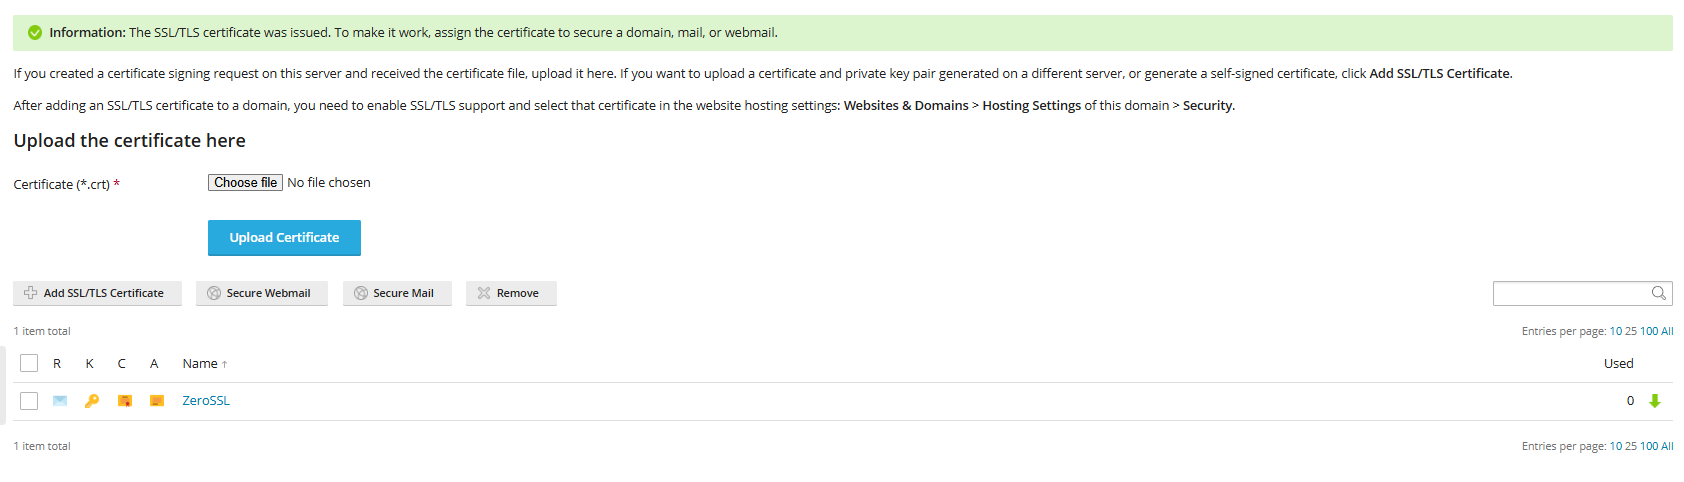 Information: The SSL/TLS certificate was issued. To make it work, assign the certificate to secure a domain, mail, or webmail.
If you created a certificate signing request on this server and received the certificate file, upload it here. If you want to upload a certificate and private key pair generated on a different server, or generate a self-signed certificate, click Add SSL/TLS Certificate.
After adding an SSL/TLS certificate to a domain, you need to enable SSL/TLS support and select that certificate in the website hosting settings: Websites & Domains > Hosting Settings of this domain > Security.
Upload the certificate here
Certificate (*.crt) * Choose file No file chosen
Upload Certificate
Add SSL/TLS Certificate Secure Webmail Secure Mail Remove
1 item total Entries per page: 10 25 100 All
R K C A Name ↑ Used
ZeroSSL 0
1 item total Entries per page: 10 25 100 All